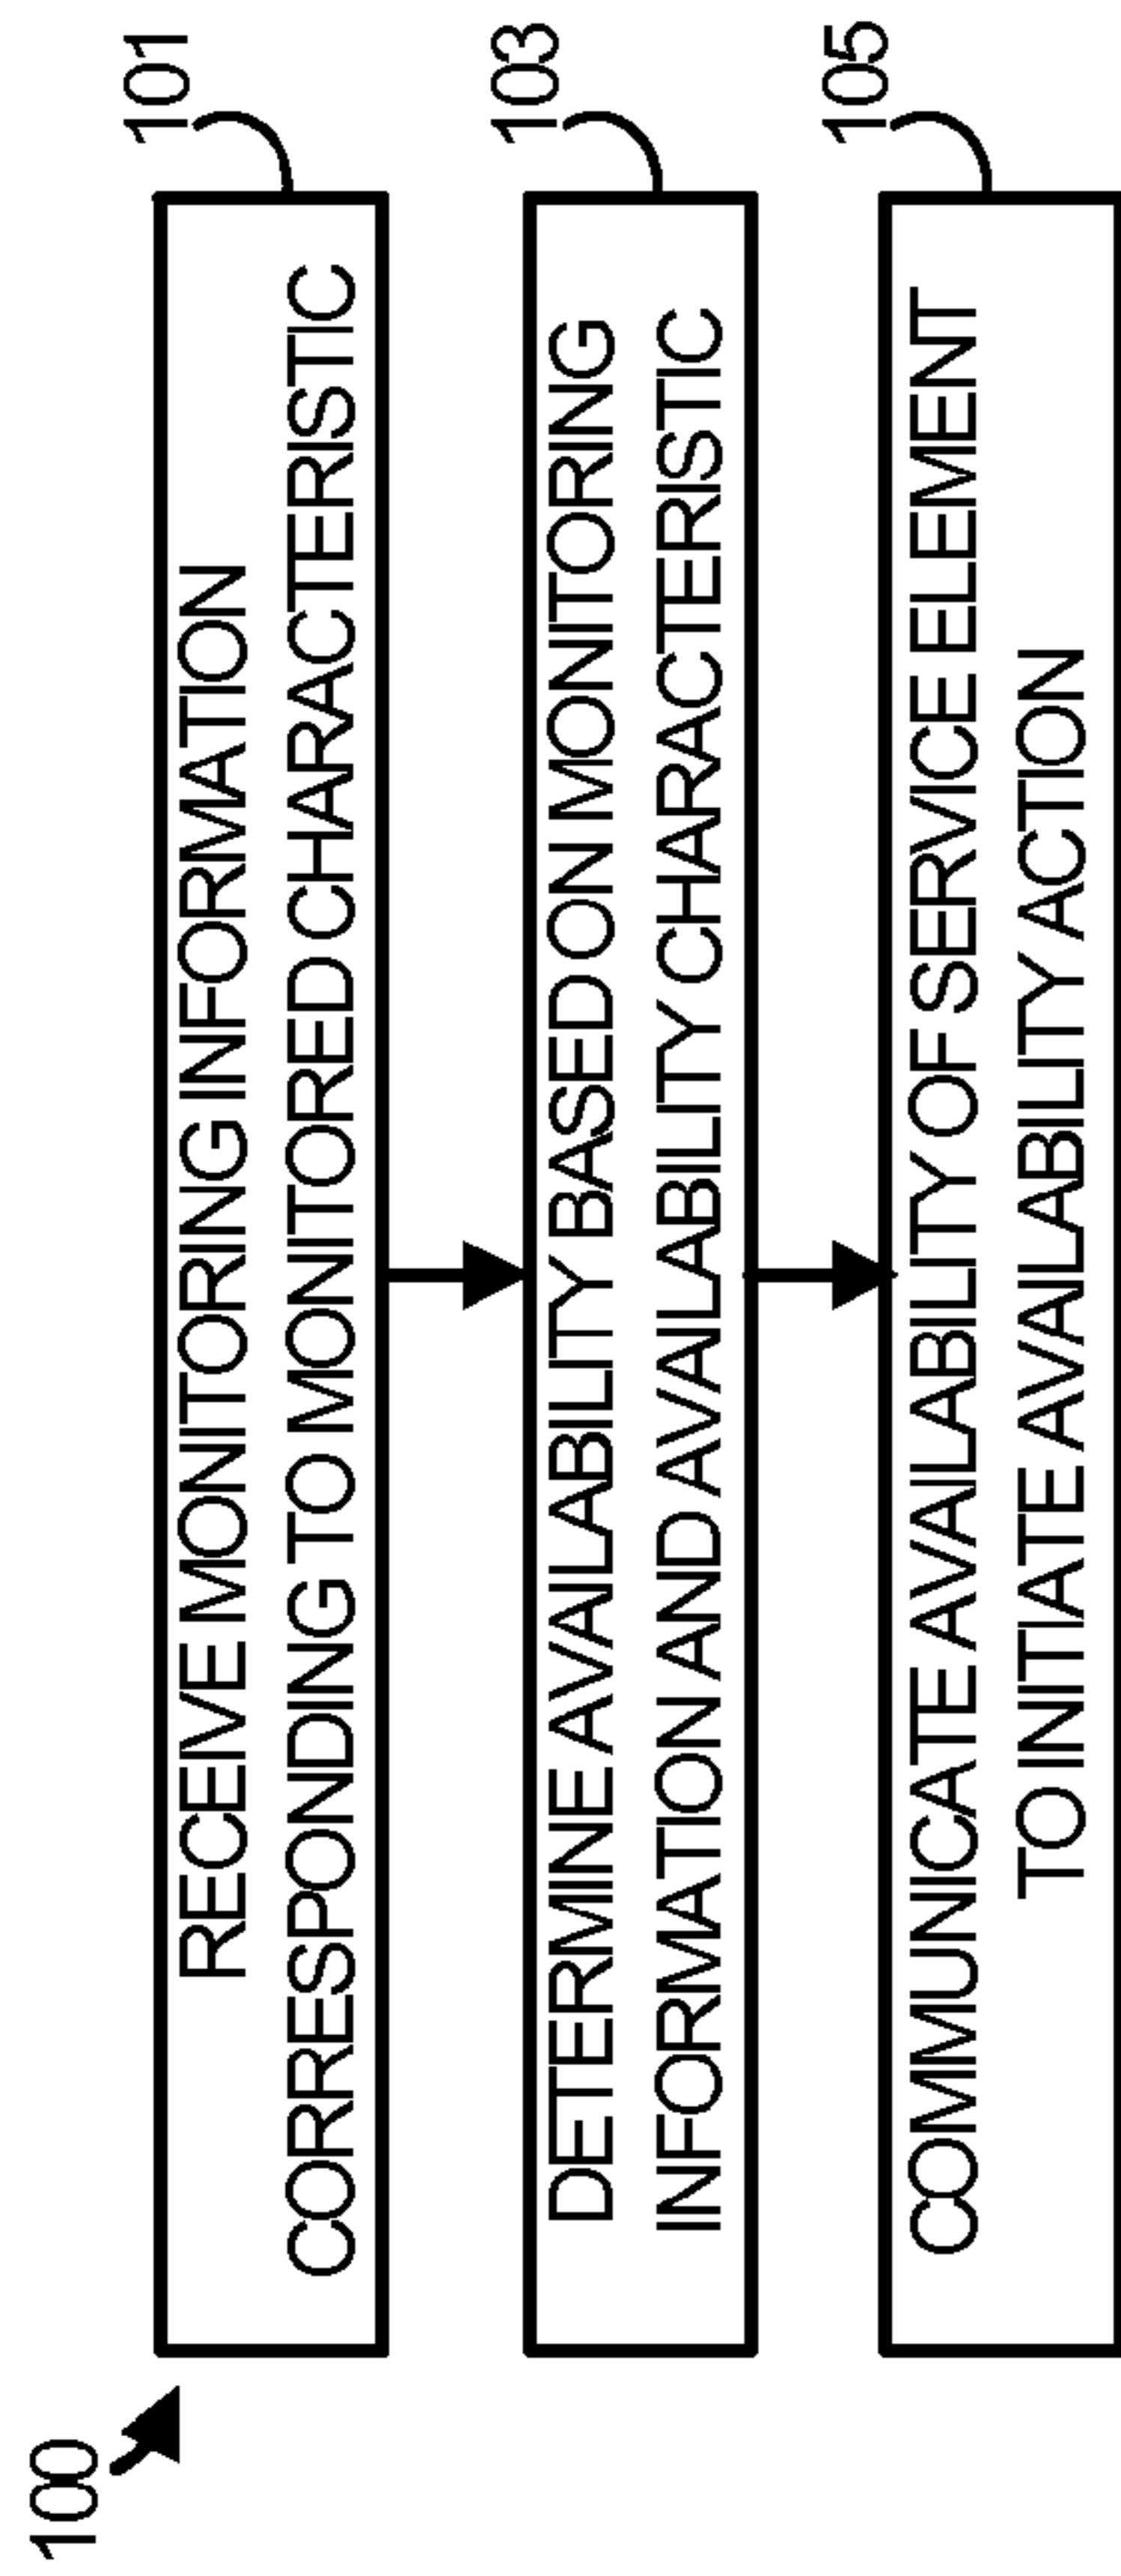 100
101
RECEIVE MONITORING INFORMATION
CORRESPONDING TO MONITORED CHARACTERISTIC
103
DETERMINE AVAILABILITY BASED ON MONITORING
INFORMATION AND AVAILABILITY CHARACTERISTIC
105
COMMUNICATE AVAILABILITY OF SERVICE ELEMENT
TO INITIATE AVAILABILITY ACTION